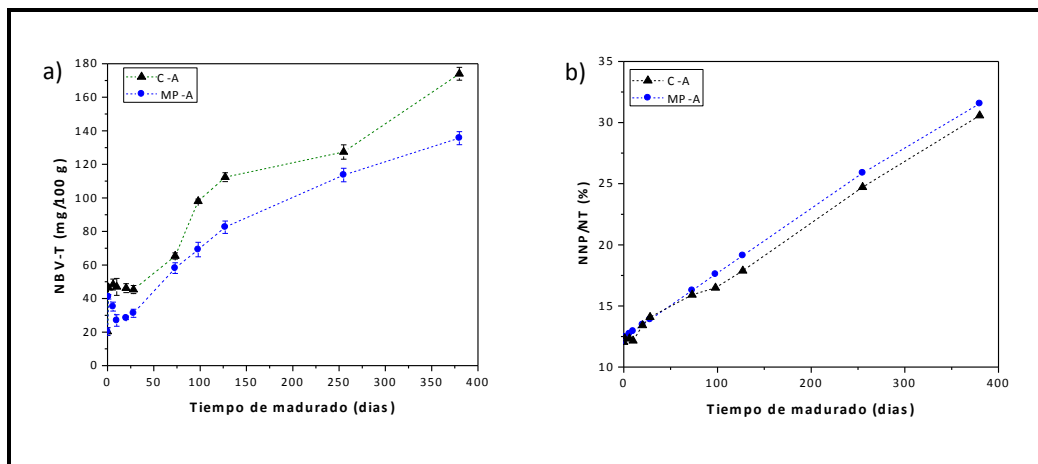 a)
C -A
MP -A
NBV-T (mg/100 g)
180
160
140
120
100
80
60
40
20
0
0 50 100 150 200 250 300 350 400
Tiempo de madurado (dias)
b)
C -A
MP -A
NNP/NT (%)
35
30
25
20
15
10
0 100 200 300 400
Tiempo de madurado (dias)